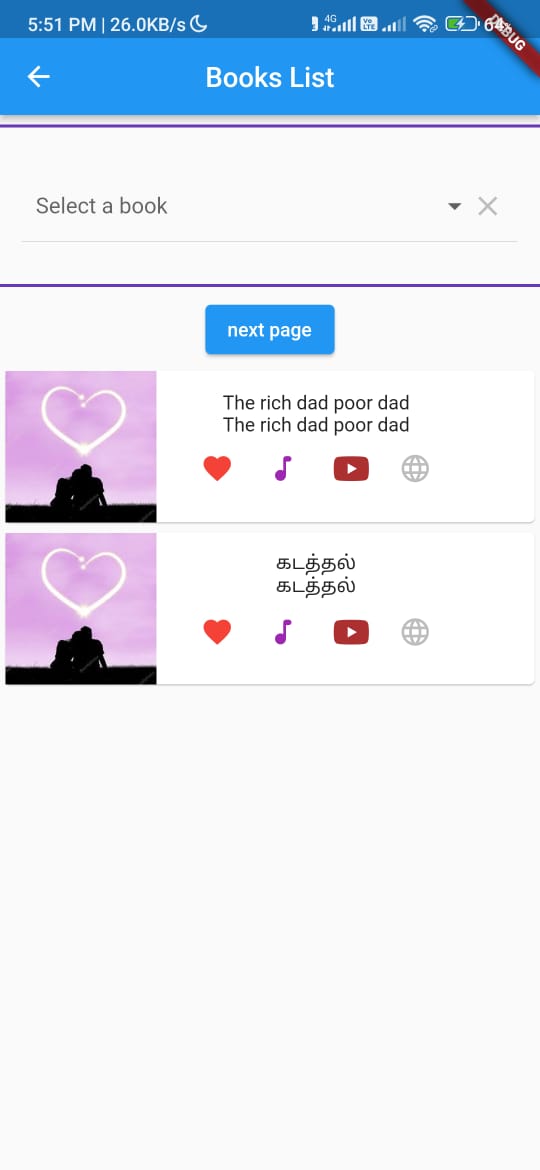 5:51 PM | 26.0KB/s
4G
VO LTE
DEBUG
Books List
Select a book
next page
The rich dad poor dad
The rich dad poor dad
கடத்தல்
கடத்தல்